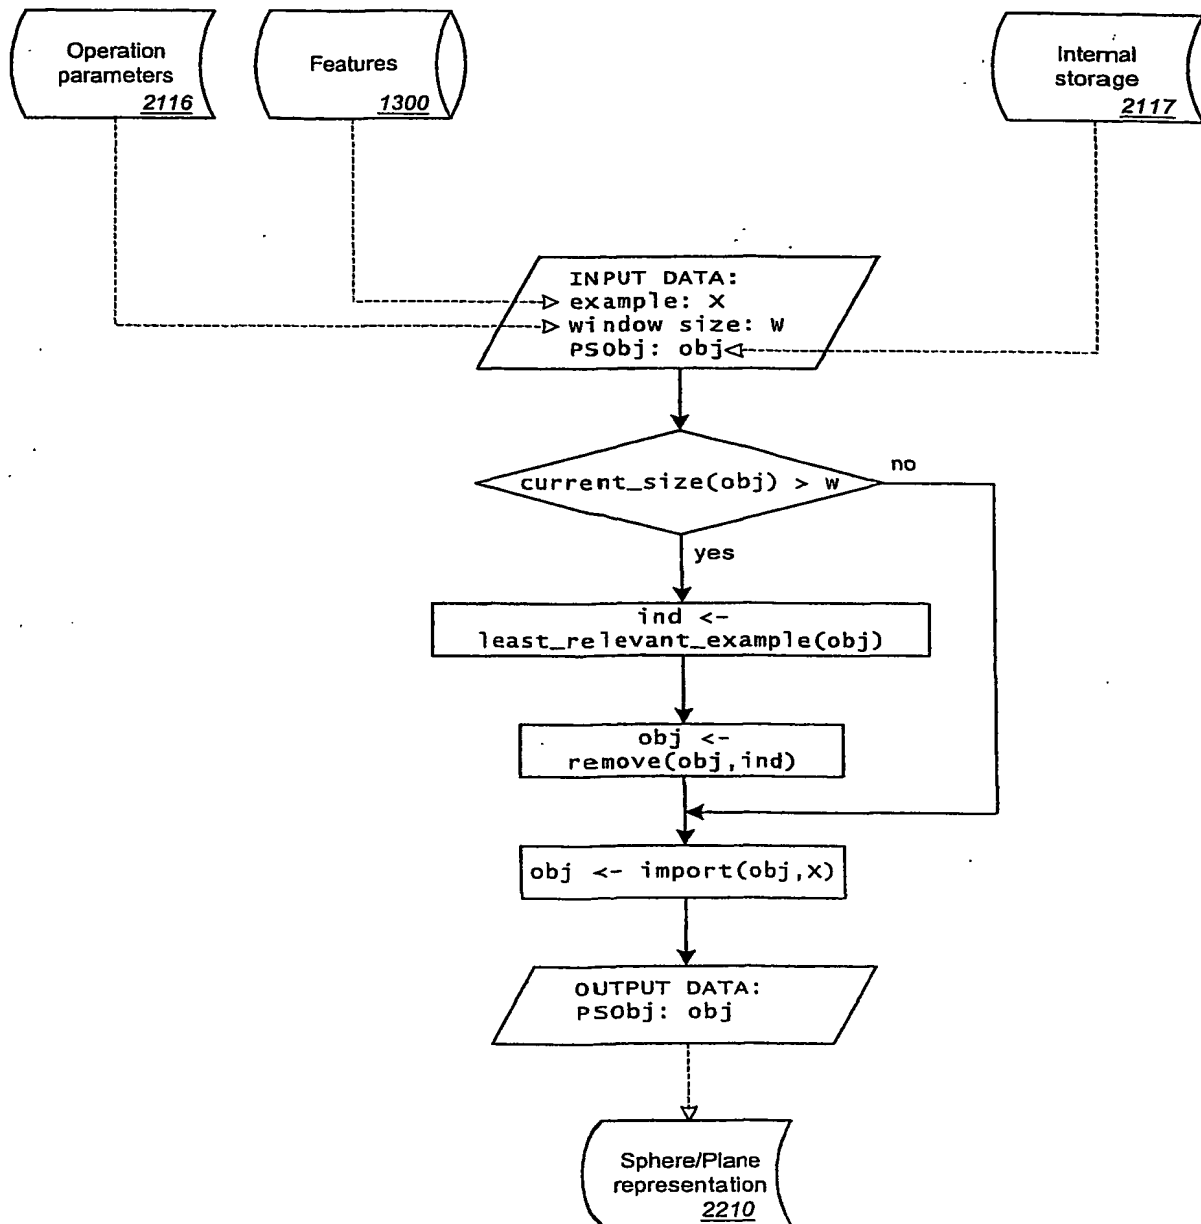 Operation
parameters
2116
Features
1300
Internal
storage
2117
INPUT DATA:
example: X
window size: W
PSObj: obj
current_size(obj) > W
no
yes
ind <-
least_relevant_example(obj)
obj <-
remove(obj,ind)
obj <- import(obj,X)
OUTPUT DATA:
PSObj: obj
Sphere/Plane
representation
2210